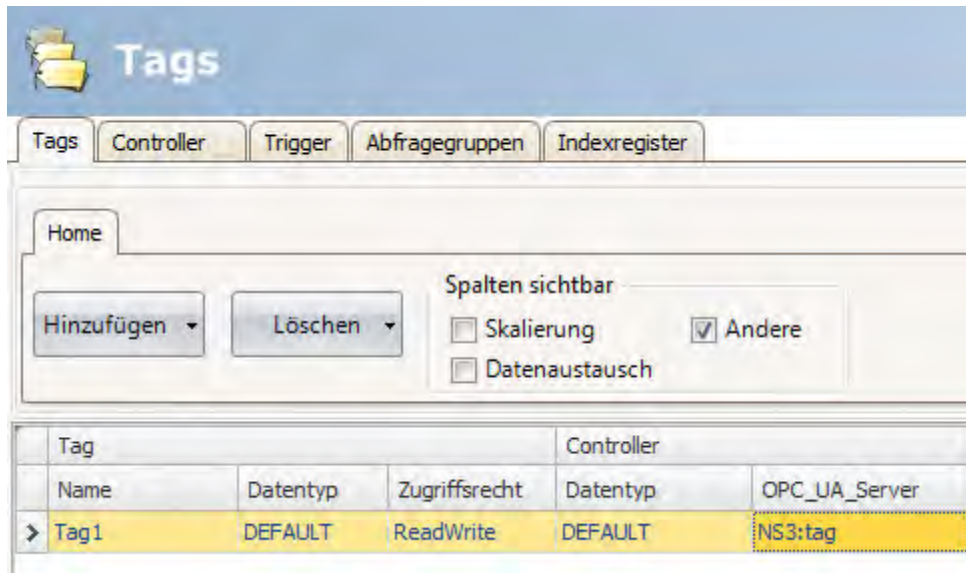 Tags
Tags Controller Trigger Abfragegruppen Indexregister
Home
Spalten sichtbar
Hinzufügen Löschen Skalierung Andere
Datenaustausch
Tag Controller
Name Datentyp Zugriffsrecht Datentyp OPC_UA_Server
Tag1 DEFAULT ReadWrite DEFAULT NS3:tag